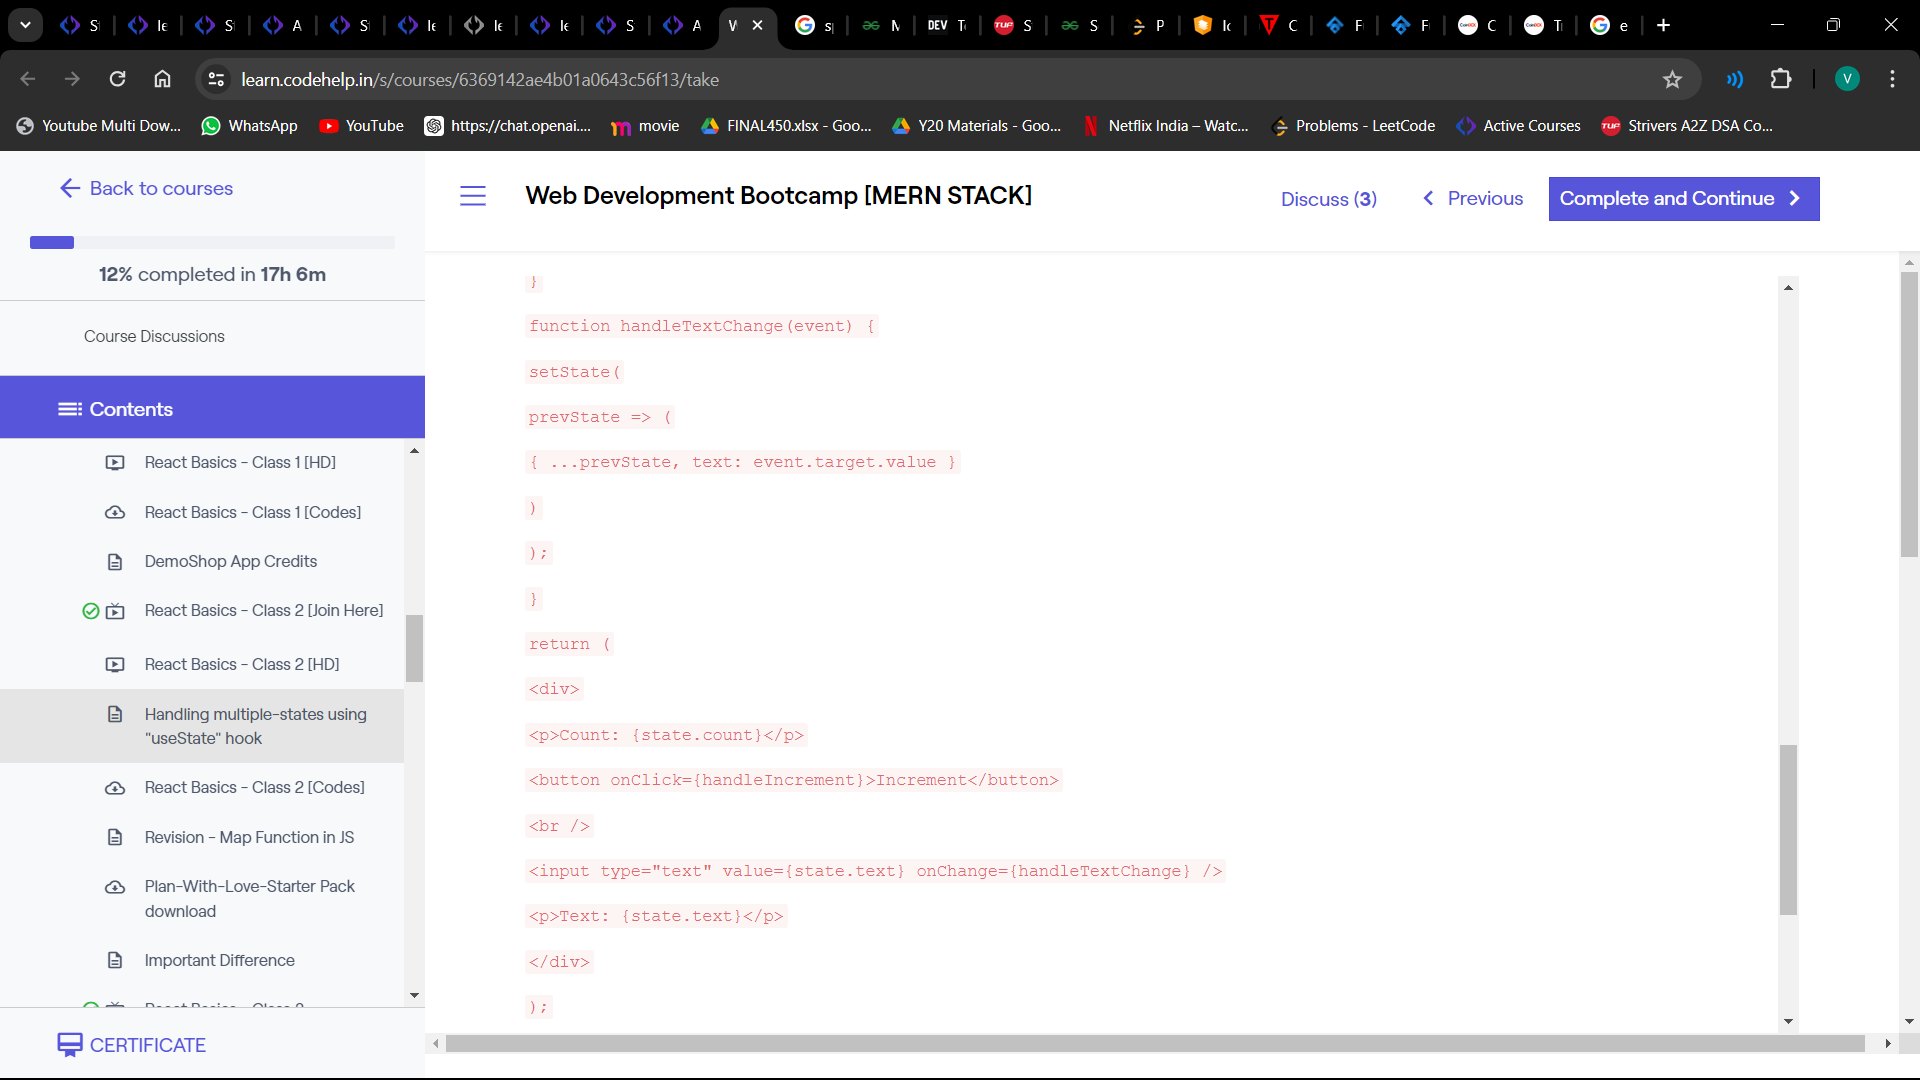 learn.codehelp.in/s/courses/6369142ae4b01a0643c56f13/take
V
Youtube Multi Dow...
WhatsApp
YouTube
https://chat.openai....
movie
FINAL450.xlsx - Goo...
Y20 Materials - Goo...
Netflix India – Watc...
Problems - LeetCode
Active Courses
Strivers A2Z DSA Co...
Back to courses
12% completed in 17h 6m
Course Discussions
Contents
React Basics - Class 1 [HD]
React Basics - Class 1 [Codes]
DemoShop App Credits
React Basics - Class 2 [Join Here]
React Basics - Class 2 [HD]
Handling multiple-states using
"useState" hook
React Basics - Class 2 [Codes]
Revision - Map Function in JS
Plan-With-Love-Starter Pack
download
Important Difference
CERTIFICATE
Web Development Bootcamp [MERN STACK]
Discuss (3)
Previous
Complete and Continue
}
function handleTextChange(event) {
setState(
prevState => (
{ ...prevState, text: event.target.value }
)
);
}
return (
<div>
<p>Count: {state.count}</p>
<button onClick={handleIncrement}>Increment</button>
<br />
<input type="text" value={state.text} onChange={handleTextChange} />
<p>Text: {state.text}</p>
</div>
);